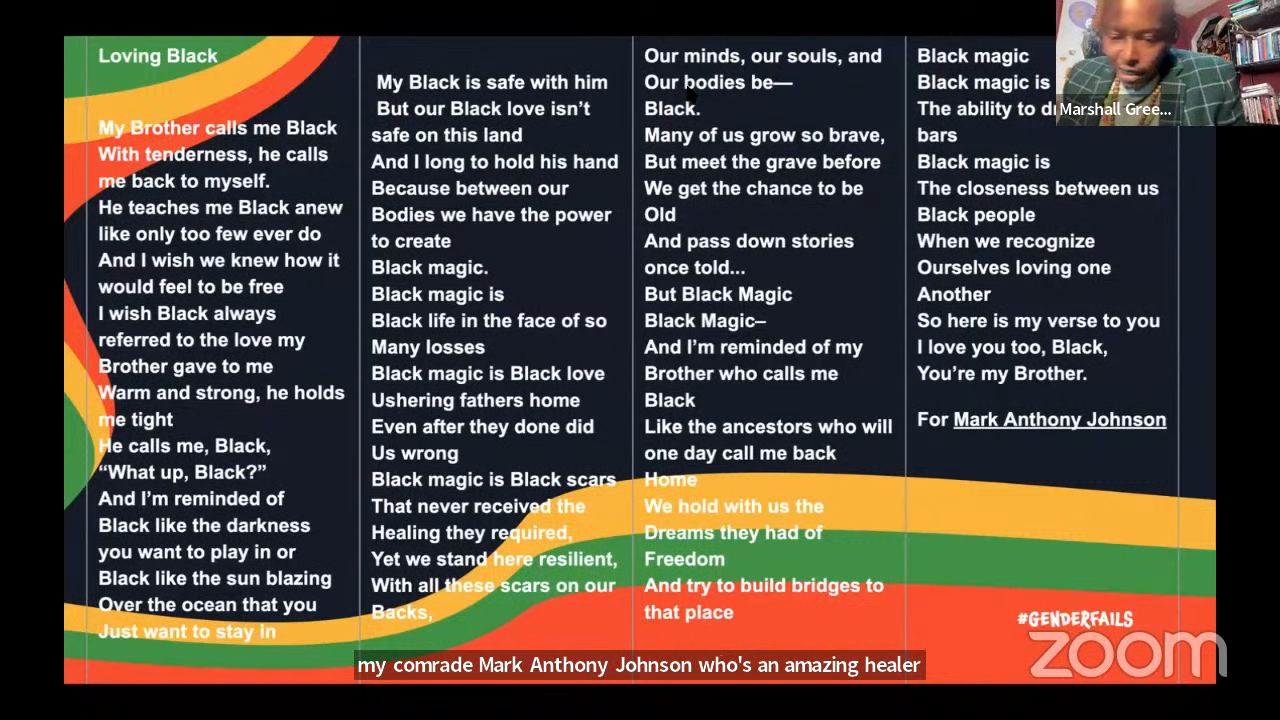 Loving Black
My Brother calls me Black
With tenderness, he calls
me back to myself.
He teaches me Black anew
like only too few ever do
And I wish we knew how it
would feel to be free
I wish Black always
referred to the love my
Brother gave to me
Warm and strong, he holds
me tight
He calls me, Black,
“What up, Black?”
And I’m reminded of
Black like the darkness
you want to play in or
Black like the sun blazing
Over the ocean that you
Just want to stay in
My Black is safe with him
But our Black love isn’t
safe on this land
And I long to hold his hand
Because between our
Bodies we have the power
to create
Black magic.
Black magic is
Black life in the face of so
Many losses
Black magic is Black love
Ushering fathers home
Even after they done did
Us wrong
Black magic is Black scars
That never received the
Healing they required,
Yet we stand here resilient,
With all these scars on our
Backs,
Our minds, our souls, and
Our bodies be—
Black.
Many of us grow so brave,
But meet the grave before
We get the chance to be
Old
And pass down stories
once told...
But Black Magic
Black Magic–
And I’m reminded of my
Brother who calls me
Black
Like the ancestors who will
one day call me back
Home
We hold with us the
Dreams they had of
Freedom
And try to build bridges to
that place
Black magic
Black magic is
The ability to
bars
Black magic is
The closeness between us
Black people
When we recognize
Ourselves loving one
Another
So here is my verse to you
I love you too, Black,
You’re my Brother.
For Mark Anthony Johnson
Marshall Gree...
#GENDERFAILS
zoom
my comrade Mark Anthony Johnson who's an amazing healer